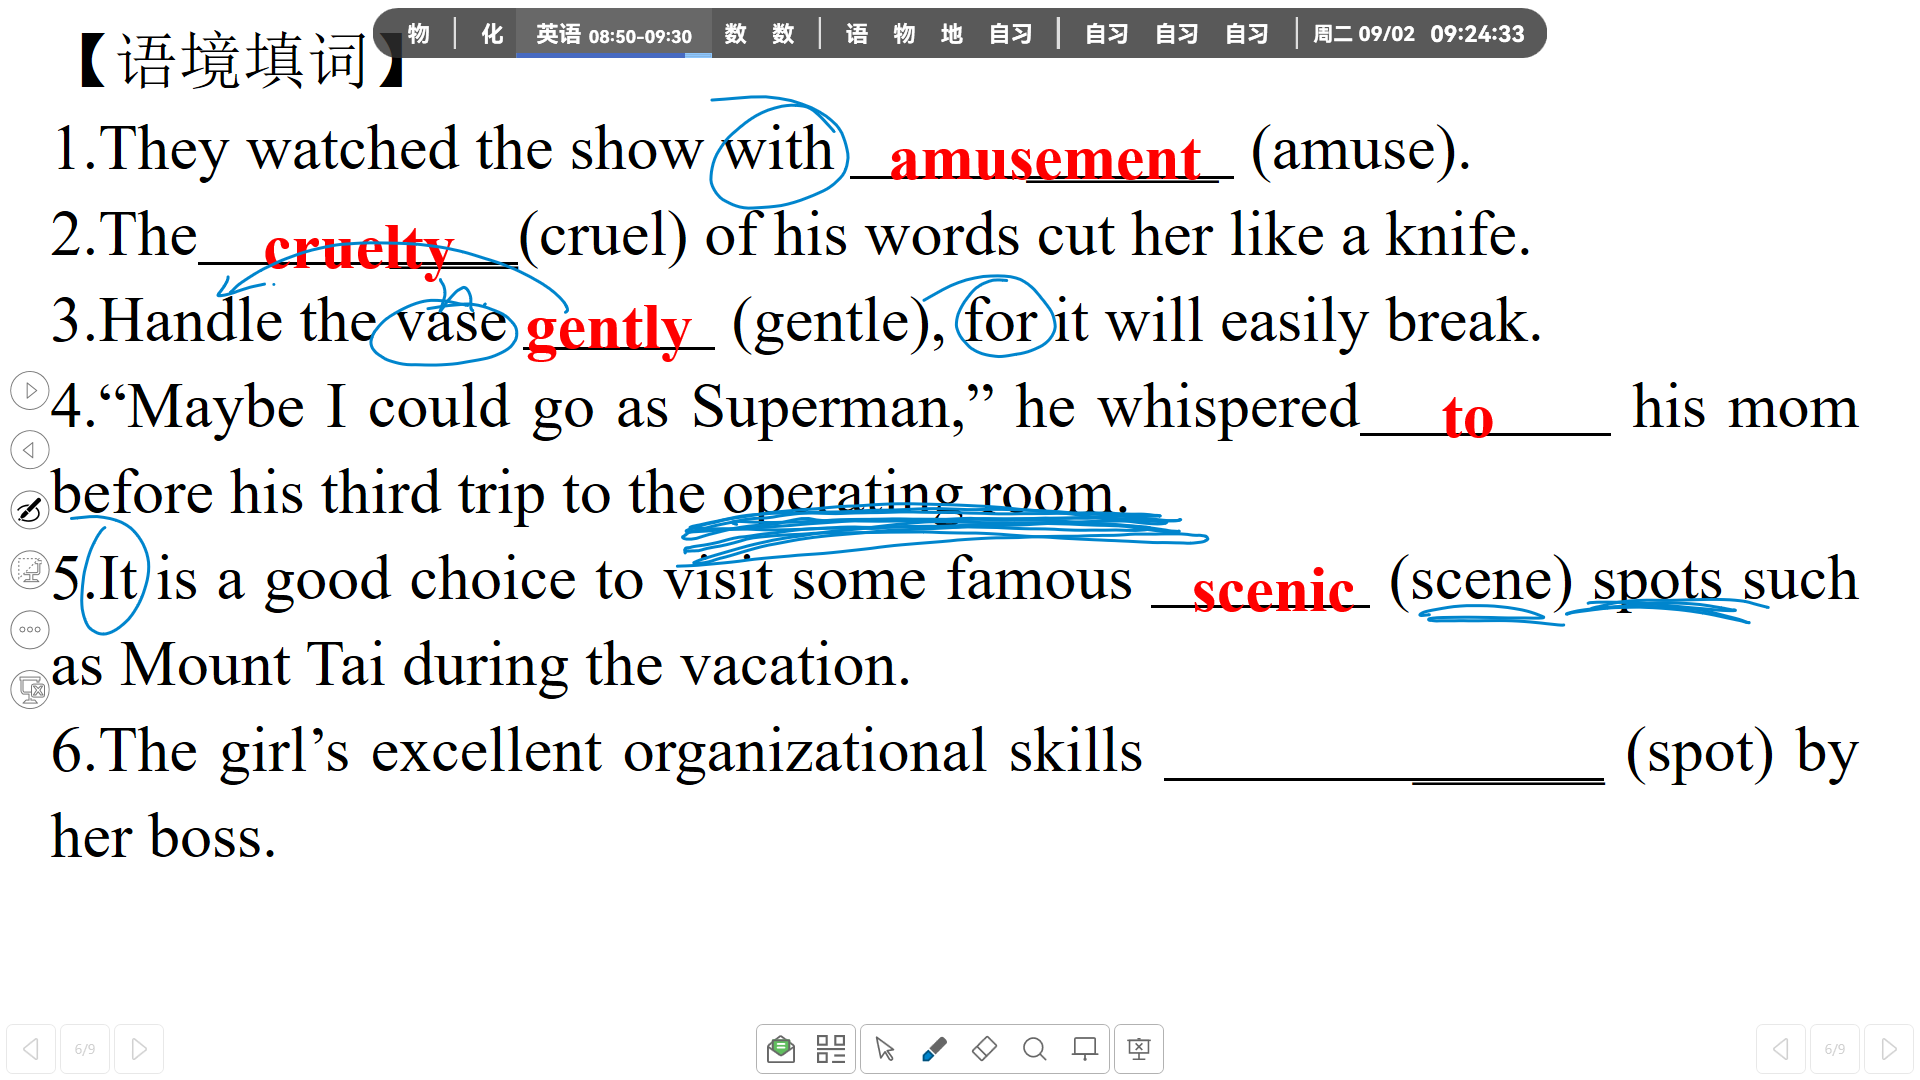 物 | 化 英语 08:50-09:30 数 数 | 语 物 地 自习 | 自习 自习 自习 | 周二 09/02 09:24:33
【语境填词】
1.They watched the show with amusement (amuse).
2.The cruelty (cruel) of his words cut her like a knife.
n.
3.Handle the vase gently (gentle), for it will easily break.
4.“Maybe I could go as Superman,” he whispered to his mom
before his third trip to the operating room.
5.It is a good choice to visit some famous scenic (scene) spots such
as Mount Tai during the vacation.
6.The girl’s excellent organizational skills ____________ (spot) by
her boss.
6/9 6/9